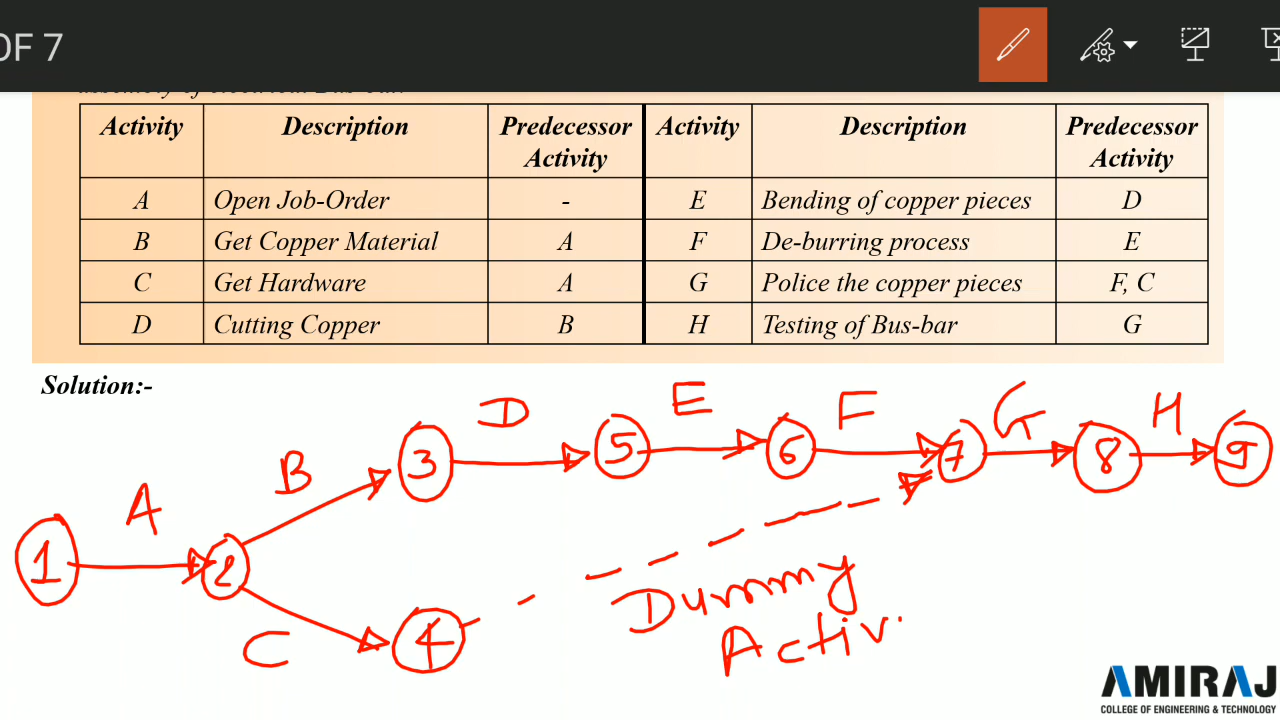 OF 7
Activity Description Predecessor Activity Activity Description Predecessor Activity
A Open Job-Order - E Bending of copper pieces D
B Get Copper Material A F De-burring process E
C Get Hardware A G Police the copper pieces F, C
D Cutting Copper B H Testing of Bus-bar G
Solution:-
A B C D E F G H
1 2 3 4 5 6 7 8 9
Dummy
Activ
AMIRAJ
COLLEGE OF ENGINEERING & TECHNOLOGY